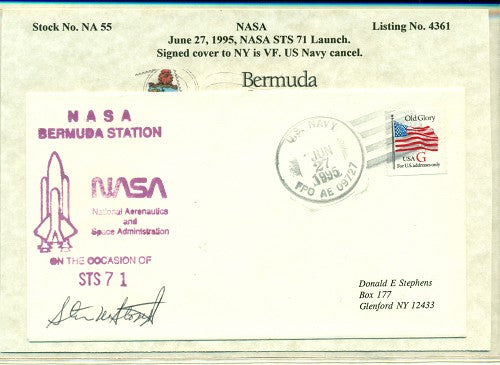 Stock No. NA 55 NASA Listing No. 4361
June 27, 1995, NASA STS 71 Launch.
Signed cover to NY is VF. US Navy cancel.
Bermuda
NASA
BERMUDA STATION
NASA
National Aeronautics
and
Space Administration
ON THE OCCASION OF
STS 71
U.S. NAVY
JUN
27
1995
FPO AE 09727
Old Glory
USA G
For U.S. addresses only
Donald E Stephens
Box 177
Glenford NY 12433